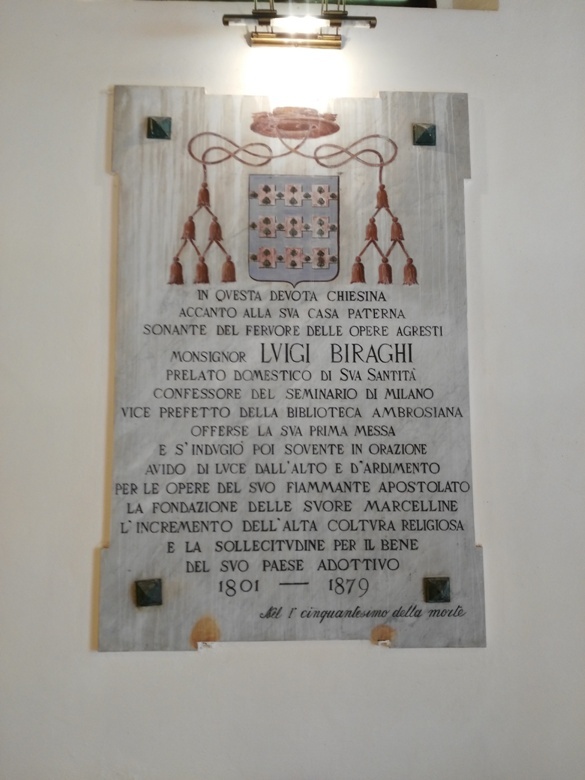 IN QVESTA DEVOTA CHIESINA
ACCANTO ALLA SVA CASA PATERNA
SONANTE DEL FERVORE DELLE OPERE AGRESTI
MONSIGNOR LVIGI BIRAGHI
PRELATO DOMESTICO DI SVA SANTITÀ
CONFESSORE DEL SEMINARIO DI MILANO
VICE PREFETTO DELLA BIBLIOTECA AMBROSIANA
OFFERSE LA SVA PRIMA MESSA
E S'INDVGIO' POI SOVENTE IN ORAZIONE
AVIDO DI LVCE DALL'ALTO E D'ARDIMENTO
PER LE OPERE DEL SVO FIAMMANTE APOSTOLATO
LA FONDAZIONE DELLE SVORE MARCELLINE
L'INCREMENTO DELL'ALTA COLTVRA RELIGIOSA
E LA SOLLECITVDINE PER IL BENE
DEL SVO PAESE ADOTTIVO
1801 — 1879
Nel 1° cinquantesimo della morte